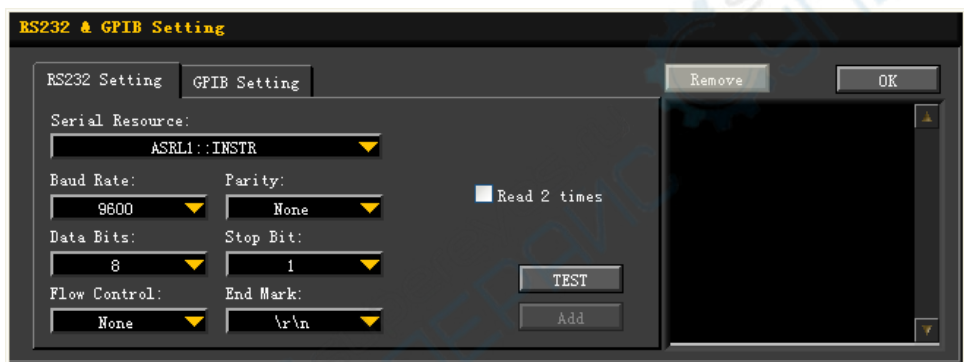 RS232 & GPIB Setting
RS232 Setting
GPIB Setting
Remove
OK
Serial Resource:
ASRL1::INSTR
Baud Rate:
Parity:
9600
None
Read 2 times
Data Bits:
Stop Bit:
8
1
TEST
Flow Control:
End Mark:
None
\r\n
Add